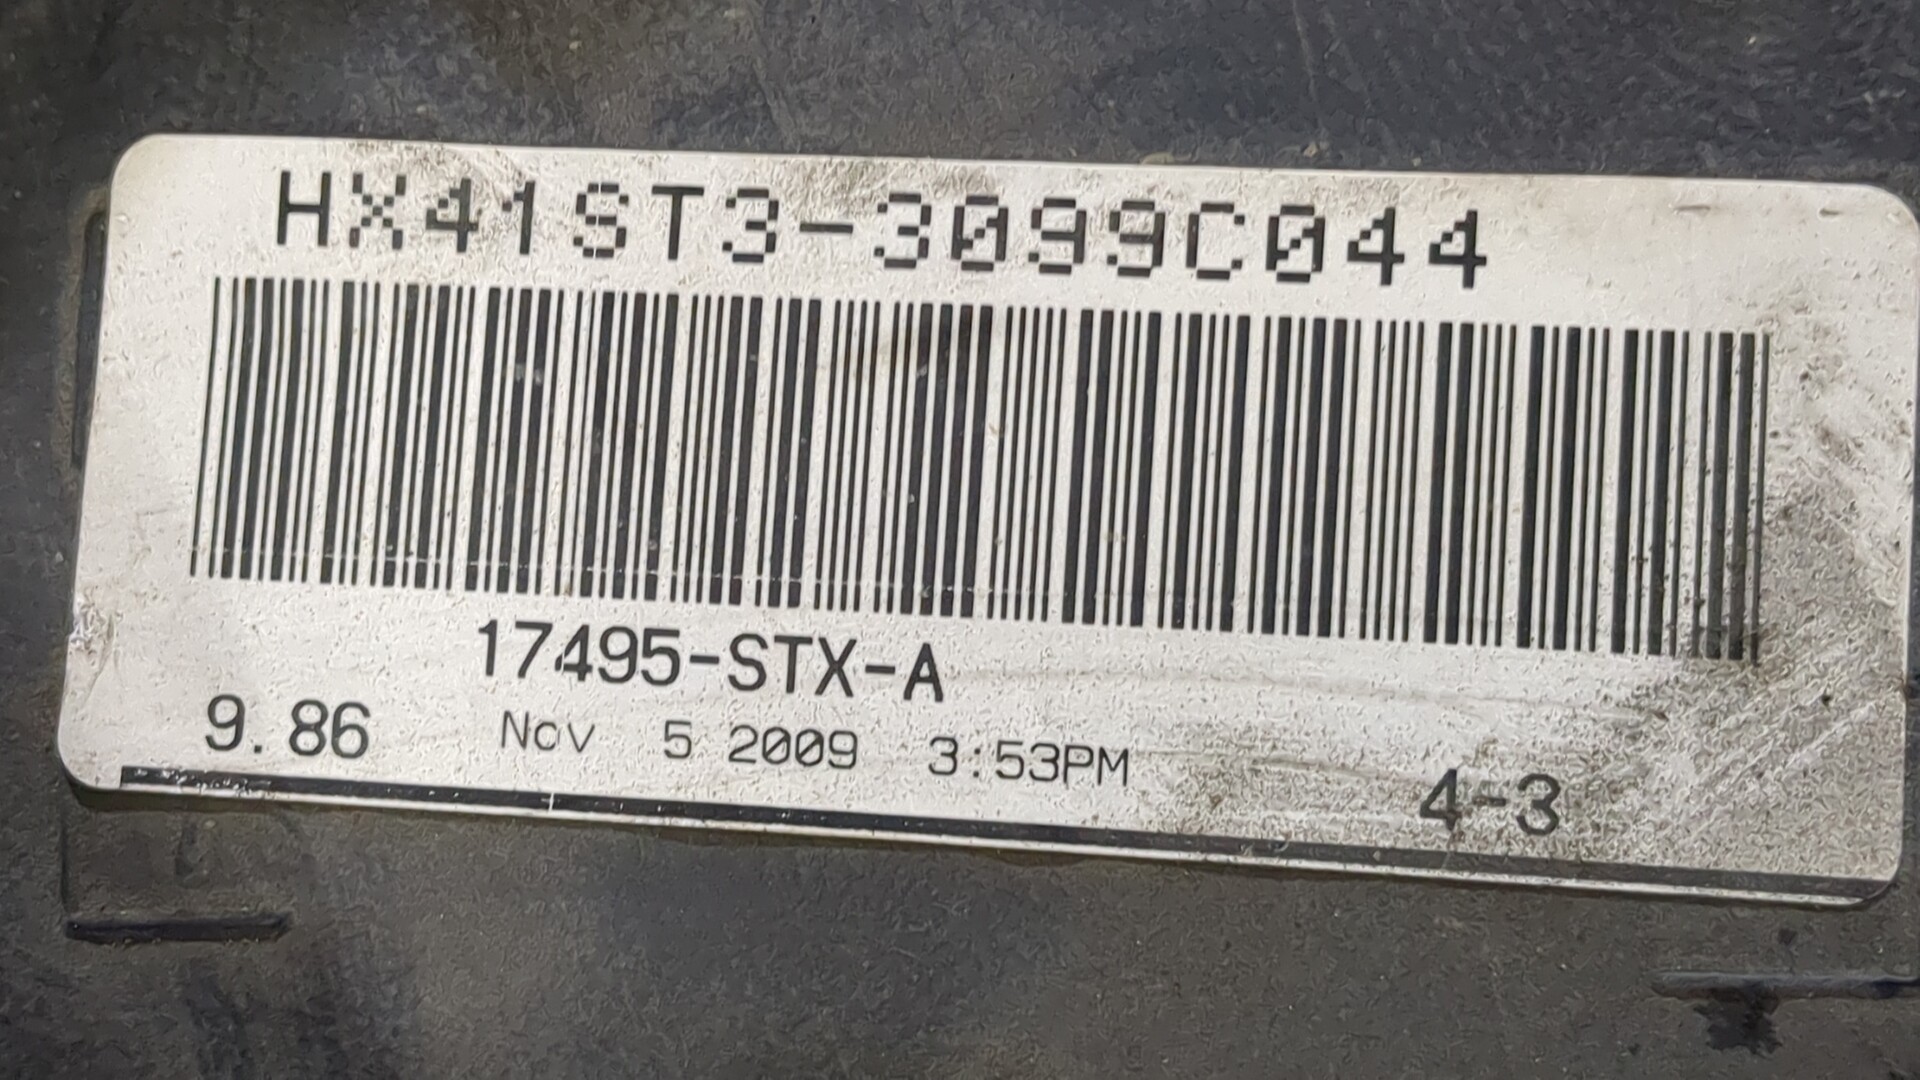 HX41ST3-3099C044
17495-STX-A
9.86 Nov 5 2009 3:53PM 4-3